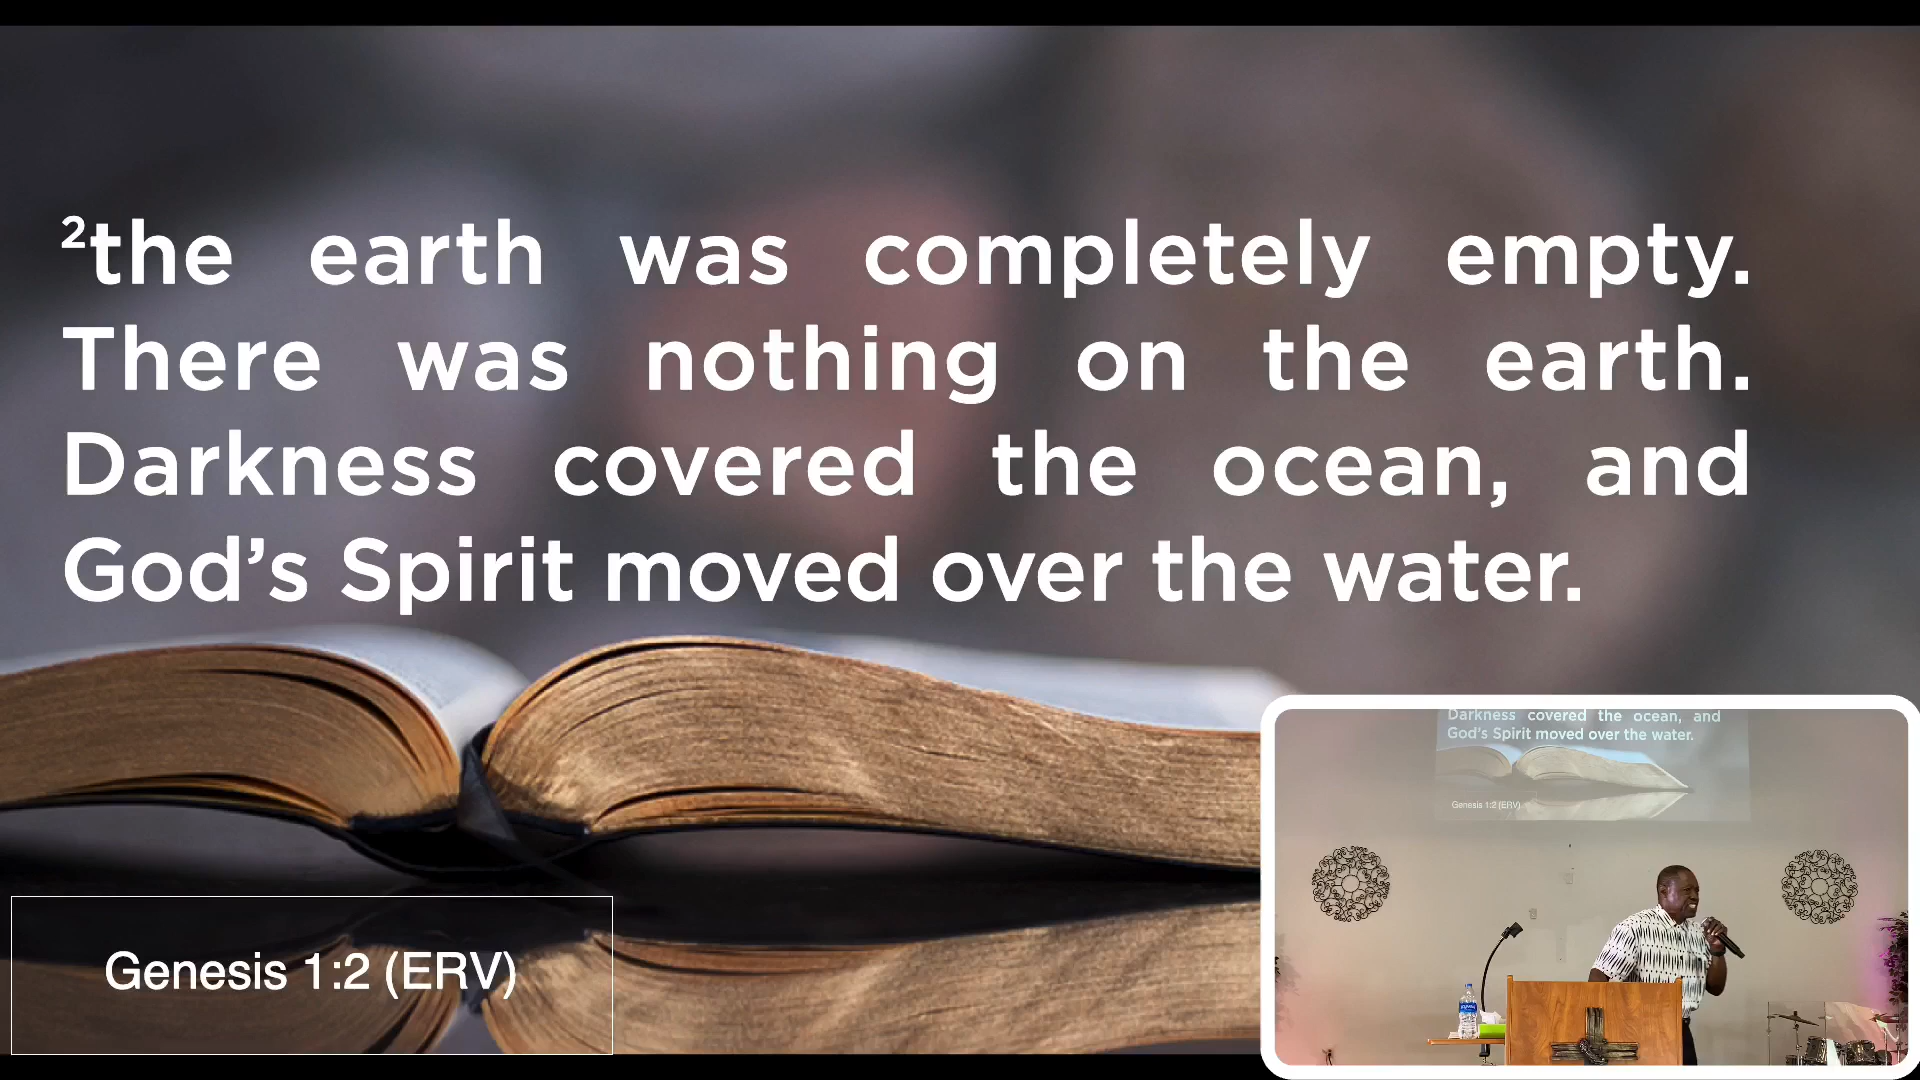 ²the earth was completely empty.
There was nothing on the earth.
Darkness covered the ocean, and
God’s Spirit moved over the water.
Genesis 1:2 (ERV)
Darkness covered the ocean, and
God’s Spirit moved over the water.
Genesis 1:2 (ERV)